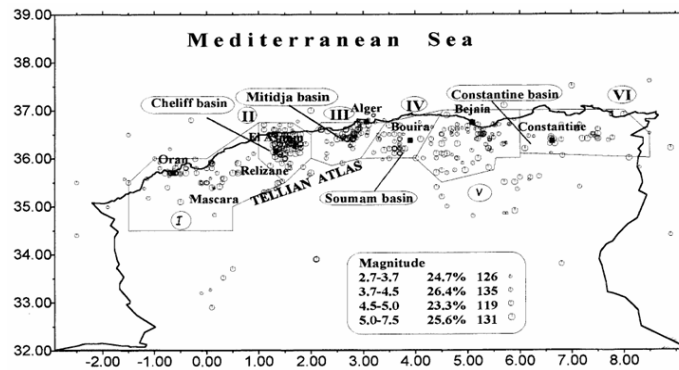 39.00
38.00
37.00
36.00
35.00
34.00
33.00
32.00
Mediterranean Sea
Mitidja basin
Cheliff basin
II
III
Alger
IV
Constantine basin
VI
Bejaia
Bouira
Constantine
Oran
Relizane
Mascara
TELLIAN ATLAS
Soumam basin
I
V
Magnitude
2.7-3.7 24.7% 126
3.7-4.5 26.4% 135
4.5-5.0 23.3% 119
5.0-7.5 25.6% 131
-2.00 -1.00 0.00 1.00 2.00 3.00 4.00 5.00 6.00 7.00 8.00